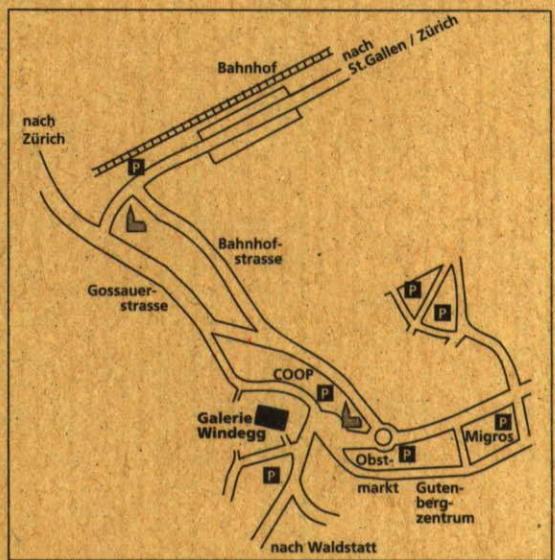 Bahnhof
nach
St.Gallen / Zürich
nach
Zürich
P
Bahnhof-
strasse
Gossauer-
strasse
P
P
COOP
P
Galerie
Windegg
P
Migros
Obst-
P
markt
Guten-
berg-
zentrum
P
nach Waldstatt